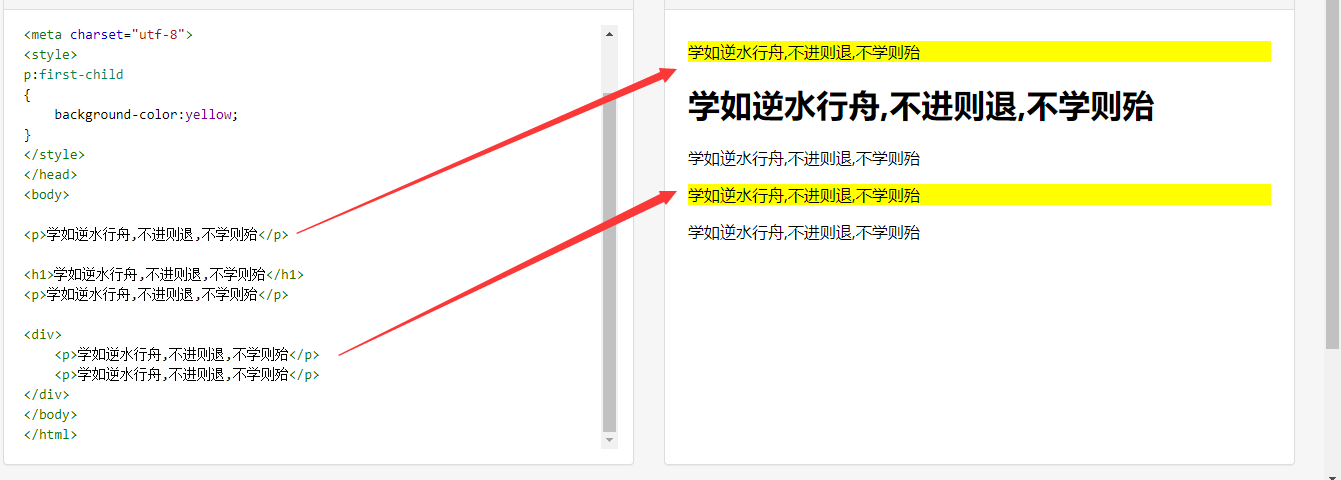 <meta charset="utf-8">
<style>
p:first-child
{
    background-color:yellow;
}
</style>
</head>
<body>
<p>学如逆水行舟,不进则退,不学则殆</p>
<h1>学如逆水行舟,不进则退,不学则殆</h1>
<p>学如逆水行舟,不进则退,不学则殆</p>
<div>
    <p>学如逆水行舟,不进则退,不学则殆</p>
    <p>学如逆水行舟,不进则退,不学则殆</p>
</div>
</body>
</html>
学如逆水行舟,不进则退,不学则殆
学如逆水行舟,不进则退,不学则殆
学如逆水行舟,不进则退,不学则殆
学如逆水行舟,不进则退,不学则殆
学如逆水行舟,不进则退,不学则殆